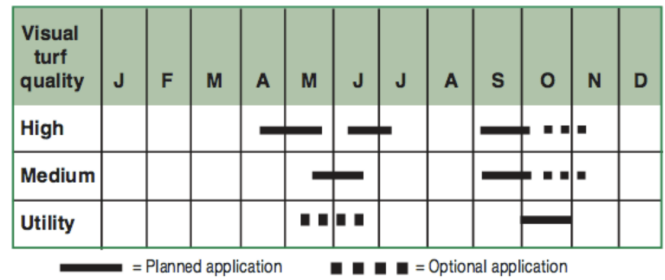 Visual
turf
quality J F M A M J J A S O N D
High
Medium
Utility
= Planned application = Optional application